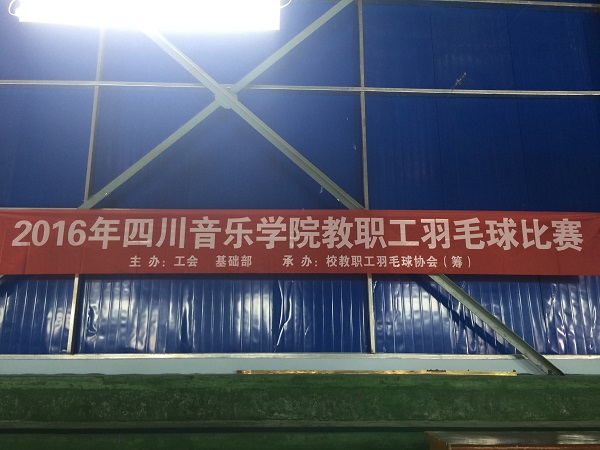 2016年四川音乐学院教职工羽毛球比赛
主 办：工会 基础部 承 办：校教职工羽毛球协会（筹）